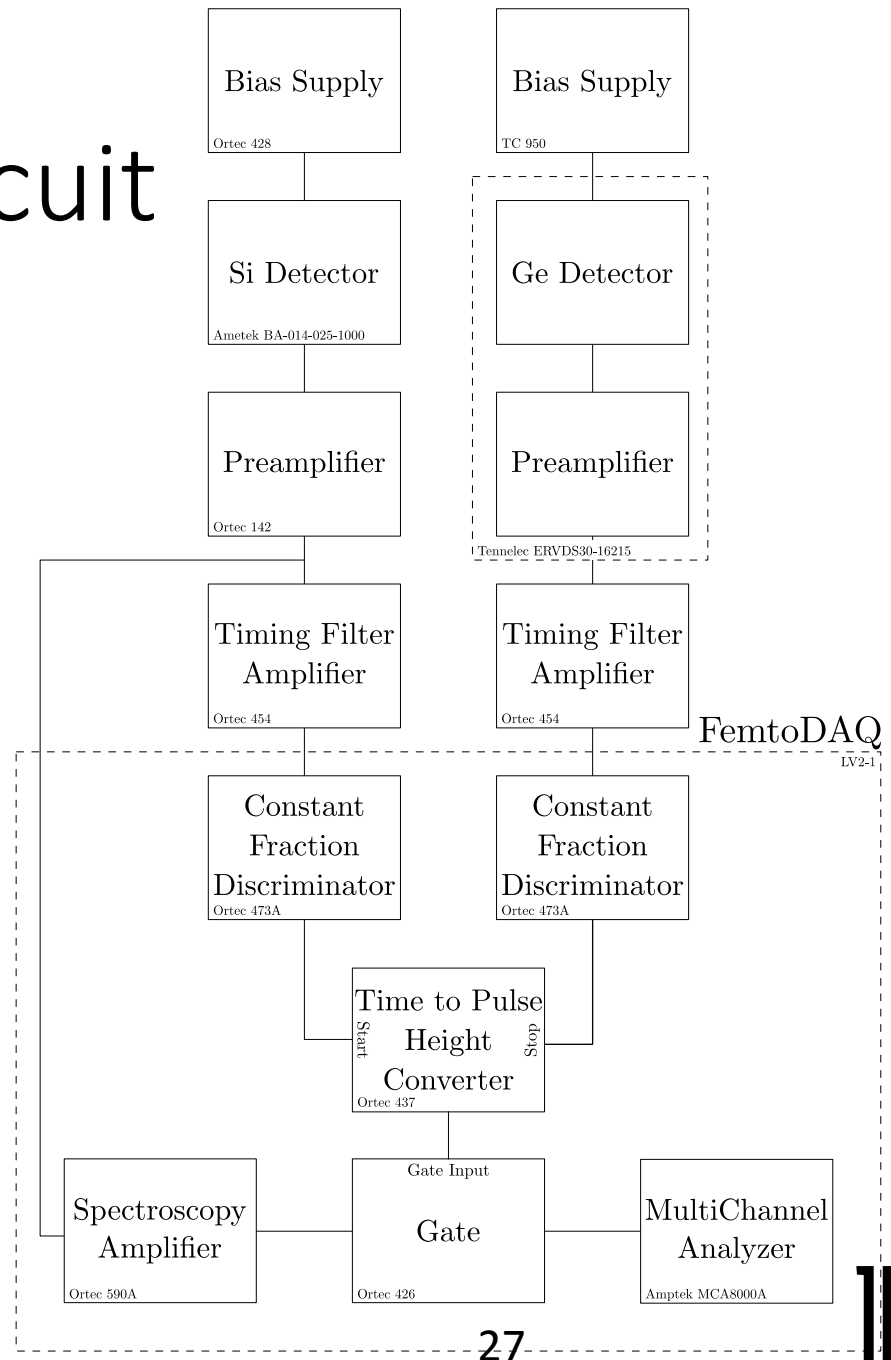 cuit
Bias Supply
Ortec 428
Bias Supply
TC 950
Si Detector
Ametek BA-014-025-1000
Ge Detector
Preamplifier
Ortec 142
Preamplifier
Tennelec ERVDS30-16215
Timing Filter
Amplifier
Ortec 454
Timing Filter
Amplifier
Ortec 454
FemtoDAQ
LV2-1
Constant
Fraction
Discriminator
Ortec 473A
Constant
Fraction
Discriminator
Ortec 473A
Time to Pulse
Height
Converter
Start
Stop
Ortec 437
Spectroscopy
Amplifier
Ortec 590A
Gate Input
Gate
Ortec 426
MultiChannel
Analyzer
Amptek MCA8000A
27